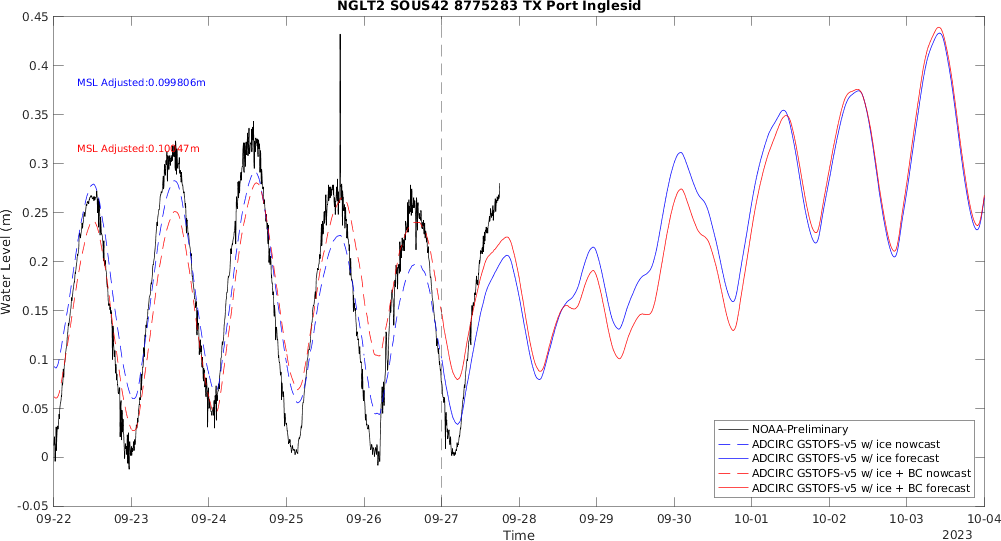 NGLT2 SOUS42 8775283 TX Port Inglesid
0.45
0.4
0.35
0.3
0.25
0.2
0.15
0.1
0.05
0
-0.05
Water Level (m)
MSL Adjusted:0.099806m
NOAA-Preliminary
ADCIRC GSTOFS-v5 w/ ice nowcast
ADCIRC GSTOFS-v5 w/ ice forecast
ADCIRC GSTOFS-v5 w/ ice + BC nowcast
ADCIRC GSTOFS-v5 w/ ice + BC forecast
MSL Adjusted:
09-22 09-23 09-24 09-25 09-26 09-27 09-28 09-29 09-30 10-01 10-02 10-03 10-04
Time
2023